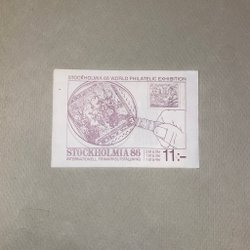 STOCKHOLMIA 86 WORLD PHILATELIC EXHIBITION
STOCKHOLMIA 86
INTERNATIONELL FRIMÄRKSUTSTÄLLNING
11:-